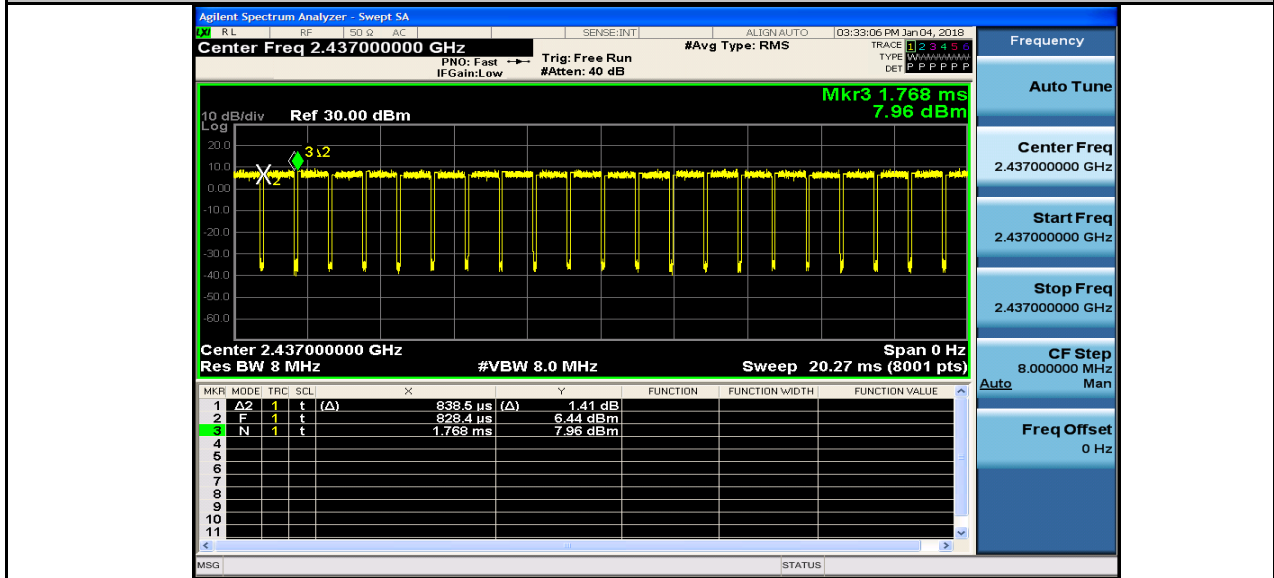 Agilent Spectrum Analyzer - Swept SA
LXI RL RF 50 Ω AC SENSE:INT ALIGN AUTO 03:33:06 PM Jan 04, 2018
Center Freq 2.437000000 GHz
PNO: Fast
IFGain:Low
Trig: Free Run
#Atten: 40 dB
#Avg Type: RMS
TRACE 1 2 3 4 5 6
TYPE
DET P P P P P P
Mkr3 1.768 ms
7.96 dBm
10 dB/div Ref 30.00 dBm
Log
20.0
10.0
0.00
-10.0
-20.0
-30.0
-40.0
-50.0
-60.0
3 1Δ2
2
Center 2.437000000 GHz Span 0 Hz
Res BW 8 MHz #VBW 8.0 MHz Sweep 20.27 ms (8001 pts)
MKR MODE TRC SCL X Y FUNCTION FUNCTION WIDTH FUNCTION VALUE
1 Δ2 1 t (Δ) 838.5 µs (Δ) 1.41 dB
2 F 1 t 828.4 µs 6.44 dBm
3 N 1 t 1.768 ms 7.96 dBm
4
5
6
7
8
9
10
11
MSG STATUS
Frequency
Auto Tune
Center Freq
2.437000000 GHz
Start Freq
2.437000000 GHz
Stop Freq
2.437000000 GHz
CF Step
8.000000 MHz
Auto Man
Freq Offset
0 Hz